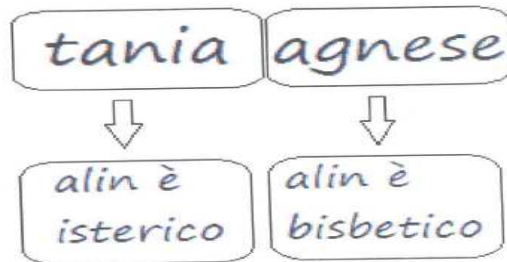 tania agnese
alin è alin è
isterico bisbetico